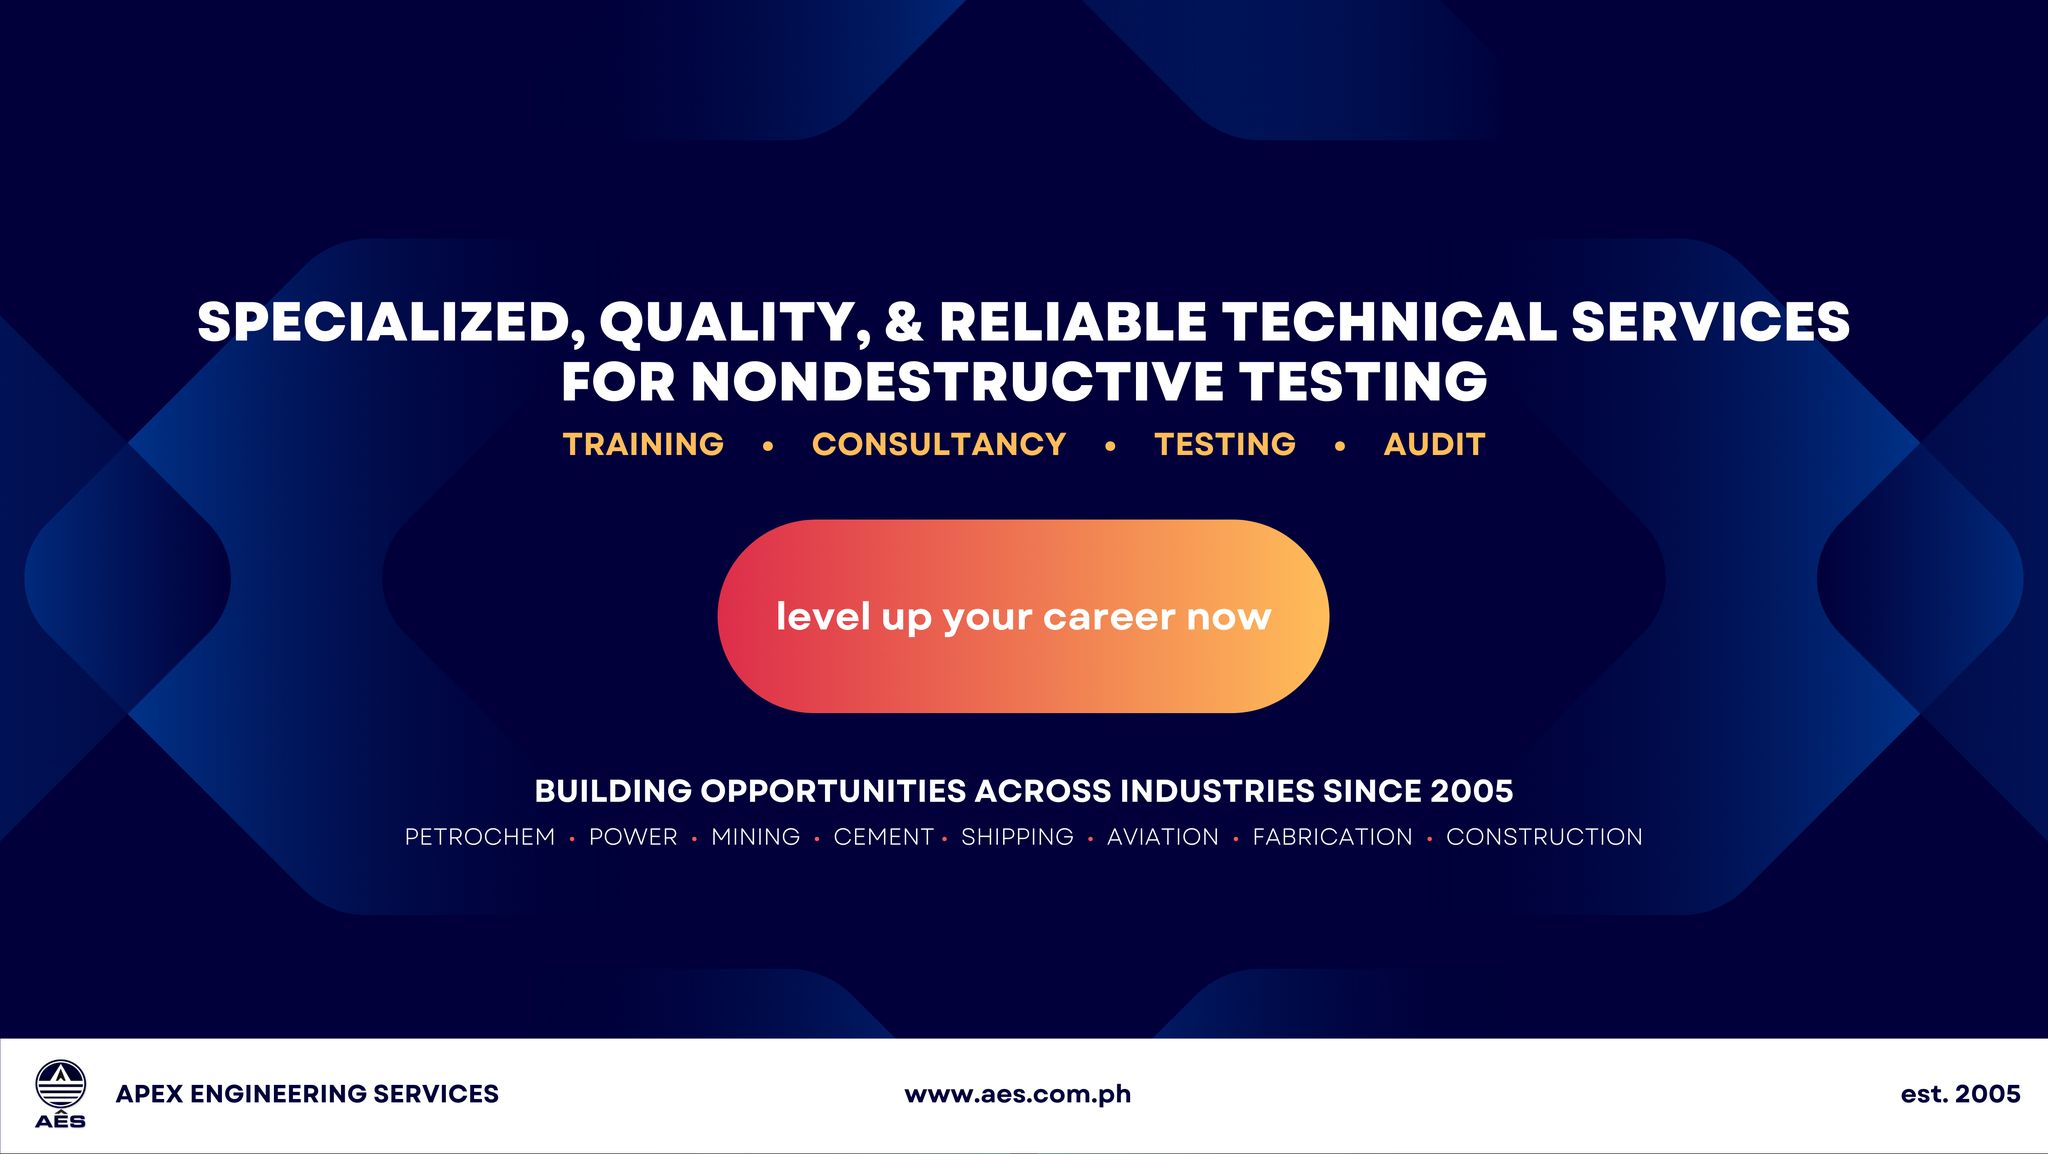 SPECIALIZED, QUALITY, & RELIABLE TECHNICAL SERVICES
FOR NONDESTRUCTIVE TESTING
TRAINING • CONSULTANCY • TESTING • AUDIT
level up your career now
BUILDING OPPORTUNITIES ACROSS INDUSTRIES SINCE 2005
PETROCHEM • POWER • MINING • CEMENT • SHIPPING • AVIATION • FABRICATION • CONSTRUCTION
AÊS
APEX ENGINEERING SERVICES
www.aes.com.ph
est. 2005